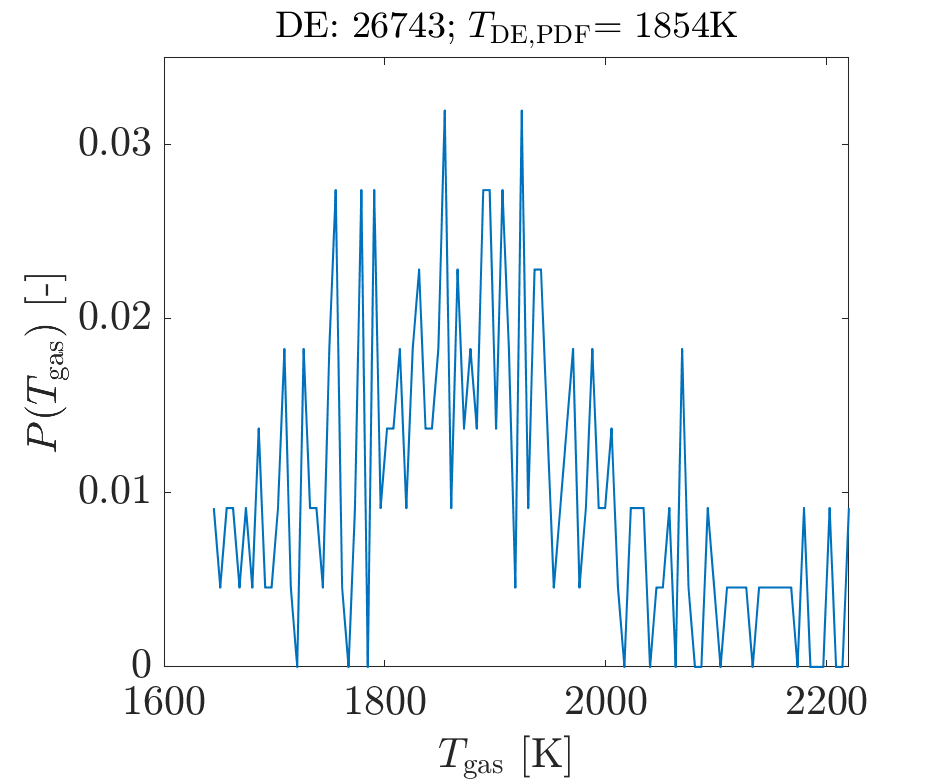 DE: 26743; T_DE,PDF= 1854K
P(T_gas) [-]
0.03
0.02
0.01
0
1600 1800 2000 2200
T_gas [K]